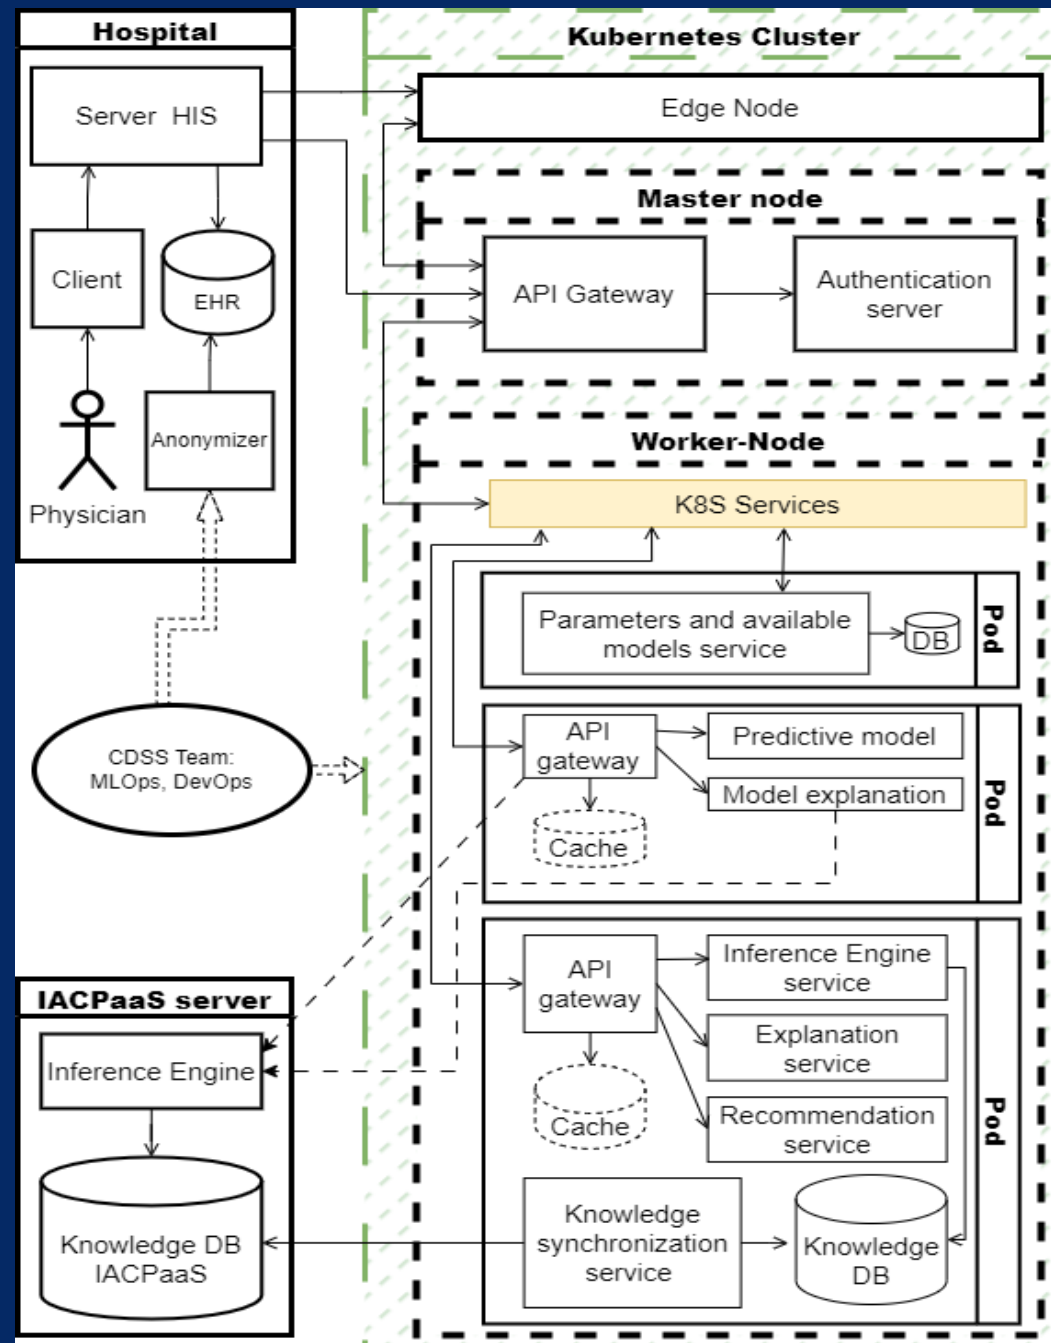 Hospital
Server HIS
Client
EHR
Anonymizer
Physician
CDSS Team:
MLOps, DevOps
IACPaaS server
Inference Engine
Knowledge DB
IACPaaS
Kubernetes Cluster
Edge Node
Master node
API Gateway
Authentication
server
Worker-Node
K8S Services
Parameters and available
models service
DB
Pod
API
gateway
Predictive model
Model explanation
Cache
Pod
API
gateway
Inference Engine
service
Explanation
service
Recommendation
service
Cache
Knowledge
synchronization
service
Knowledge
DB
Pod